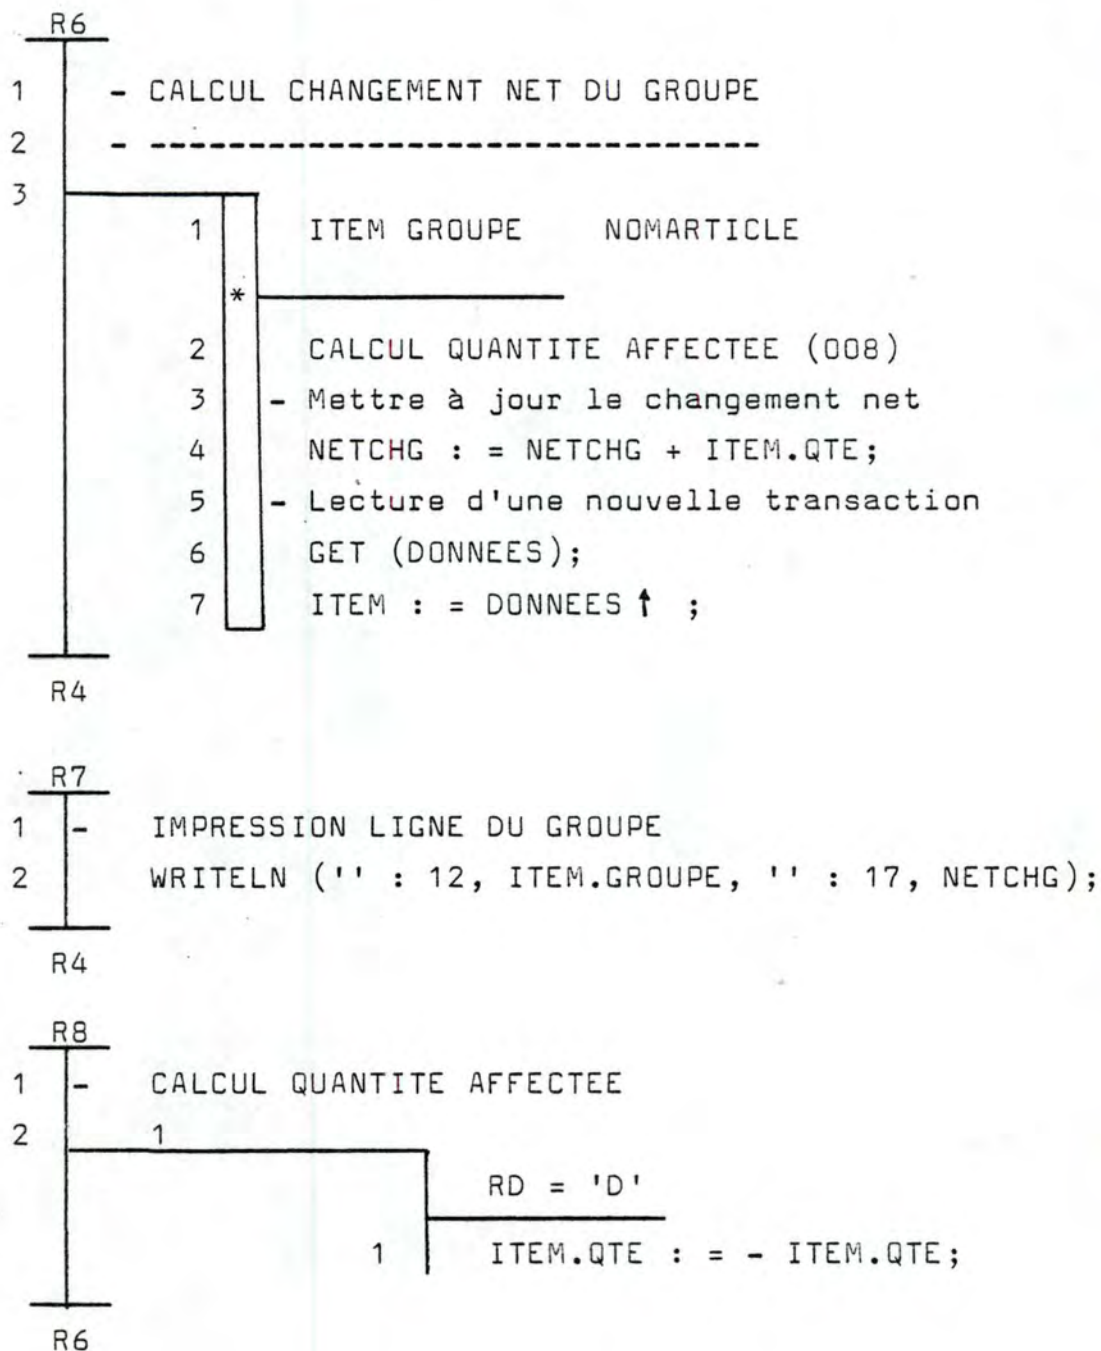 R6
1 - CALCUL CHANGEMENT NET DU GROUPE
2 - -------------------------------
3
1 ITEM GROUPE NOMARTICLE
*
2 CALCUL QUANTITE AFFECTEE (008)
3 - Mettre à jour le changement net
4 NETCHG : = NETCHG + ITEM.QTE;
5 - Lecture d'une nouvelle transaction
6 GET (DONNEES);
7 ITEM : = DONNEES ↑ ;
R4
R7
1 - IMPRESSION LIGNE DU GROUPE
2 WRITELN ('' : 12, ITEM.GROUPE, '' : 17, NETCHG);
R4
R8
1 - CALCUL QUANTITE AFFECTEE
2 1
RD = 'D'
1 ITEM.QTE : = - ITEM.QTE;
R6